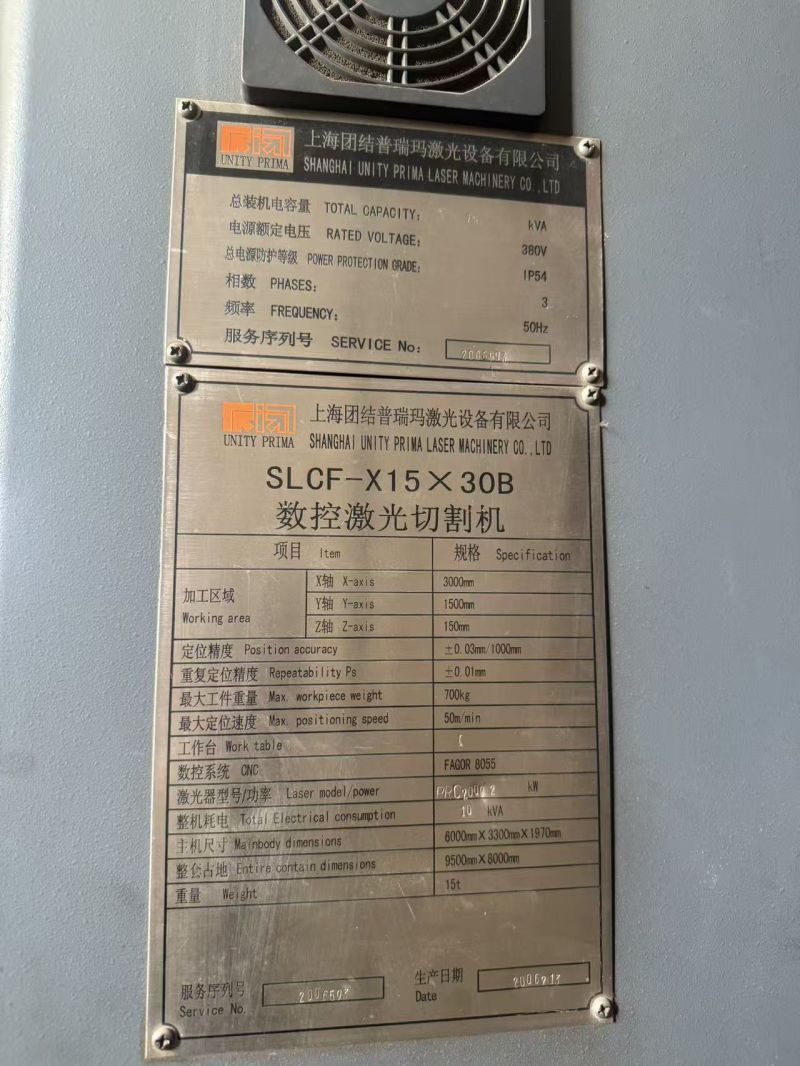 UNITY PRIMA
上海团结普瑞玛激光设备有限公司
SHANGHAI UNITY PRIMA LASER MACHINERY CO.,LTD
总装机电容量 TOTAL CAPACITY: kVA
电源额定电压 RATED VOLTAGE: 380V
总电源防护等级 POWER PROTECTION GRADE: IP54
相数 PHASES: 3
频率 FREQUENCY: 50Hz
服务序列号 SERVICE No:
UNITY PRIMA
上海团结普瑞玛激光设备有限公司
SHANGHAI UNITY PRIMA LASER MACHINERY CO.,LTD
SLCF-X15×30B
数控激光切割机
项目 Item 规格 Specification
加工区域 Working area
X轴 X-axis 3000mm
Y轴 Y-axis 1500mm
Z轴 Z-axis 150mm
定位精度 Position accuracy ±0.03mm/1000mm
重复定位精度 Repeatability Ps ±0.01mm
最大工件重量 Max. workpiece weight 700kg
最大定位速度 Max. positioning speed 50m/min
工作台 Work table
数控系统 CNC FAGOR 8055
激光器型号/功率 Laser model/power kW
整机耗电 Total Electrical consumption 10 kVA
主机尺寸 Mainbody dimensions 6000mm×3300mm×1970mm
整套占地 Entire contain dimensions 9500mm×8000mm
重量 Weight 15t
服务序列号 Service No.
生产日期 Date